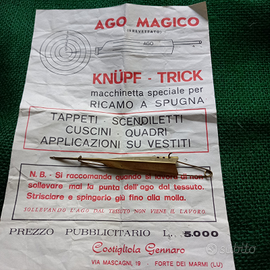 AGO MAGICO
(BREVETTATO)
AGO
KNÜPF - TRICK
macchinetta speciale per
RICAMO A SPUGNA
TAPPETI - SCENDILETTI
CUSCINI - QUADRI
APPLICAZIONI SU VESTITI
N. B. - Si raccomanda quando si lavora di non
sollevare mai la punta dell'ago dal tessuto.
Strisciare e spingerlo giù fino alla molla.
SOLLEVANDO L'AGO DAL TESSUTO NON VIENE IL LAVORO.
PREZZO PUBBLICITARIO L. 5.000
Costigliola Gennaro
VIA MASCAGNI, 19 FORTE DEI MARMI (LU)
subito